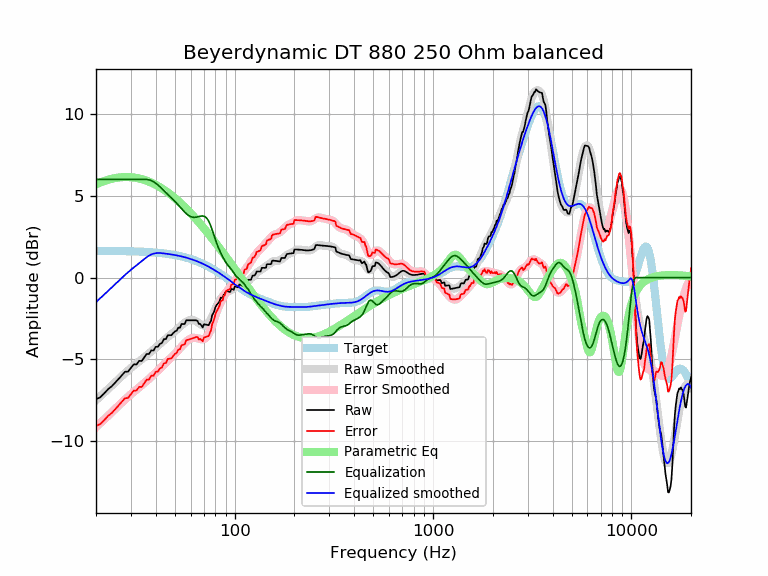 Beyerdynamic DT 880 250 Ohm balanced
Amplitude (dBr)
10
5
0
−5
−10
Target
Raw Smoothed
Error Smoothed
Raw
Error
Parametric Eq
Equalization
Equalized smoothed
100
1000
10000
Frequency (Hz)